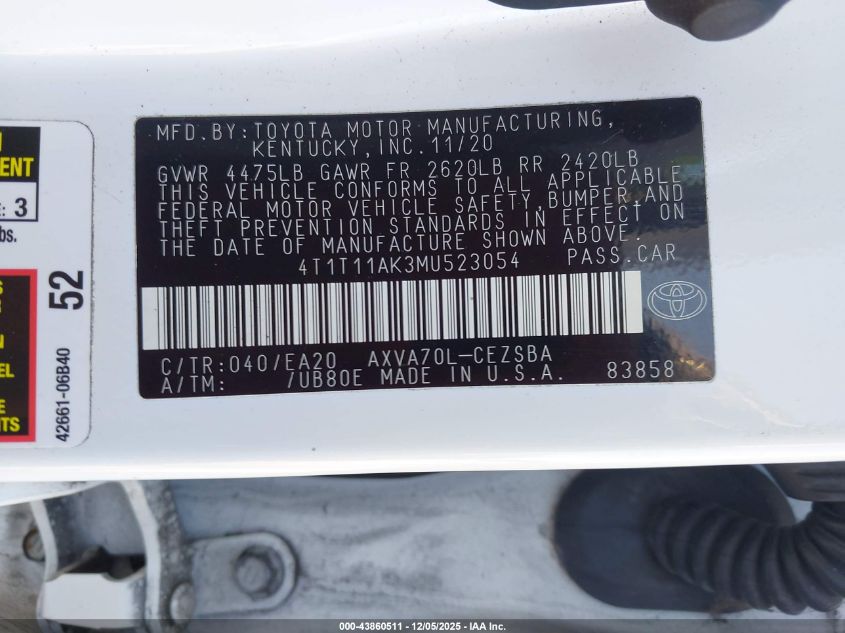 MFD.BY:TOYOTA MOTOR MANUFACTURING,
KENTUCKY,INC.11/20
GVWR 4475LB GAWR FR 2620LB RR 2420LB
THIS VEHICLE CONFORMS TO ALL APPLICABLE
FEDERAL MOTOR VEHICLE SAFETY,BUMPER,AND
THEFT PREVENTION STANDARDS IN EFFECT ON
THE DATE OF MANUFACTURE SHOWN ABOVE.
4T1T11AK3MU523054 PASS.CAR
C/TR:040/EA20 AXVA70L-CEZSBA
A/TM: /UB80E MADE IN U.S.A. 83858
: 3
bs.
52
42661-06B40
000-43860511 - 12/05/2025 - IAA Inc.